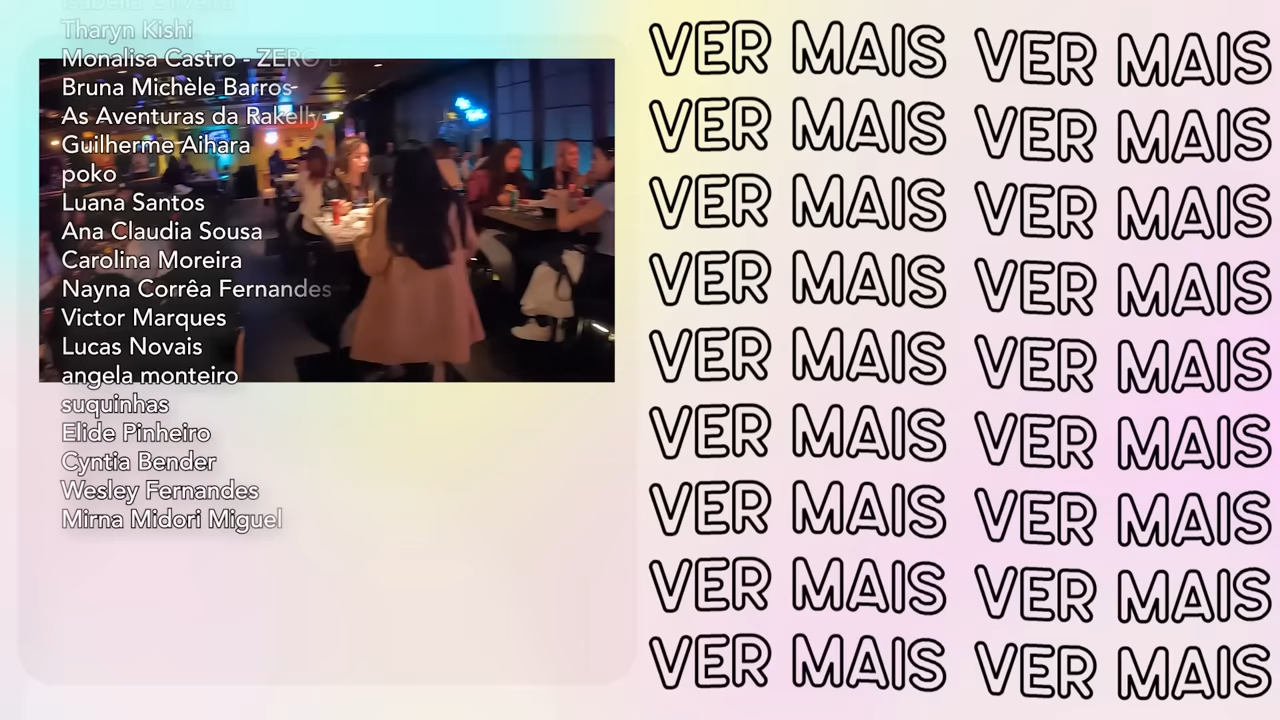 Isabella Oliveira
Tharyn Kishi
Monalisa Castro - ZERO
Bruna Michèle Barros
As Aventuras da Rakelly
Guilherme Aihara
poko
Luana Santos
Ana Claudia Sousa
Carolina Moreira
Nayna Corrêa Fernandes
Victor Marques
Lucas Novais
angela monteiro
suquinhas
Elide Pinheiro
Cyntia Bender
Wesley Fernandes
Mirna Midori Miguel
VER MAIS VER MAIS
VER MAIS VER MAIS
VER MAIS VER MAIS
VER MAIS VER MAIS
VER MAIS VER MAIS
VER MAIS VER MAIS
VER MAIS VER MAIS
VER MAIS VER MAIS
VER MAIS VER MAIS